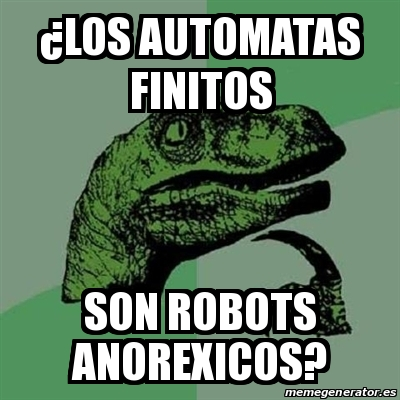 ¿LOS AUTOMATAS
FINITOS
SON ROBOTS
ANOREXICOS?
memegenerator.es